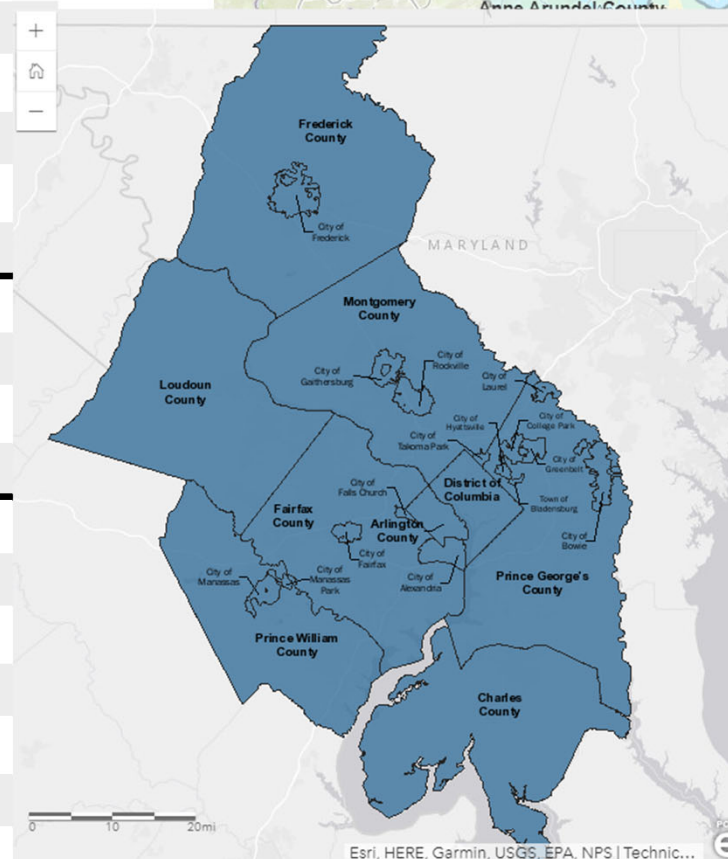 Anne Arundel County
+
−
Frederick
County
City of
Frederick
MARYLAND
Montgomery
County
City of
Rockville
City of
Gaithersburg
City of
Laurel
Loudoun
County
City of
Hyattsville
City of
College Park
City of
Takoma Park
City of
Greenbelt
District of
Columbia
City of
Falls Church
Town of
Bladensburg
Fairfax
County
Arlington
County
City of
Bowie
City of
Fairfax
City of
Manassas
City of
Manassas
Park
City of
Alexandria
Prince George's
County
Prince William
County
Charles
County
0 10 20mi
Esri, HERE, Garmin, USGS, EPA, NPS | Technic...